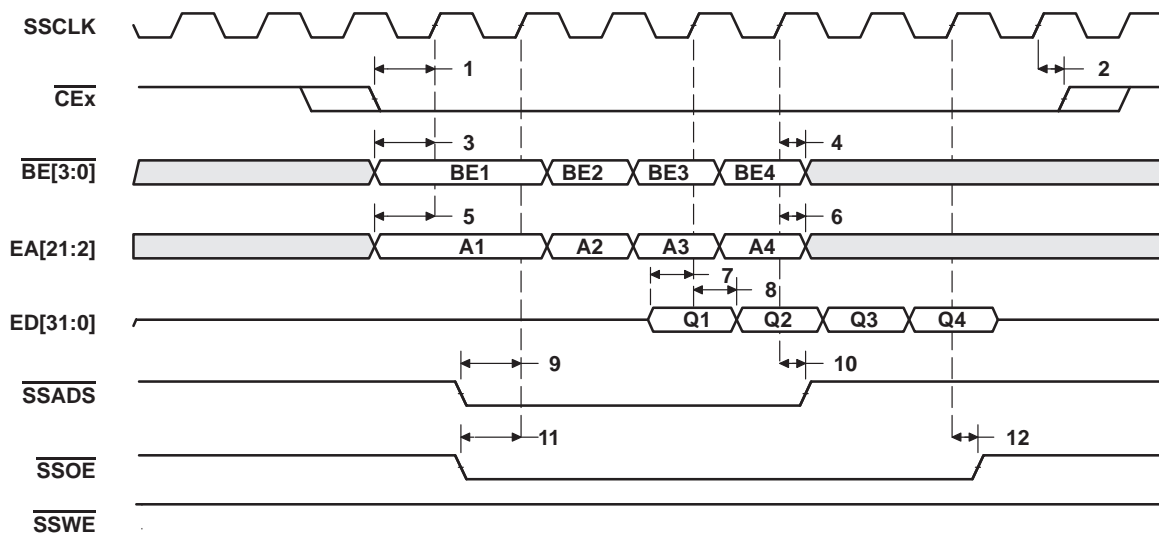 SSCLK
1
2
CEx
3
4
BE[3:0]
BE1
BE2
BE3
BE4
5
6
EA[21:2]
A1
A2
A3
A4
7
8
ED[31:0]
Q1
Q2
Q3
Q4
9
10
SSADS
11
12
SSOE
SSWE